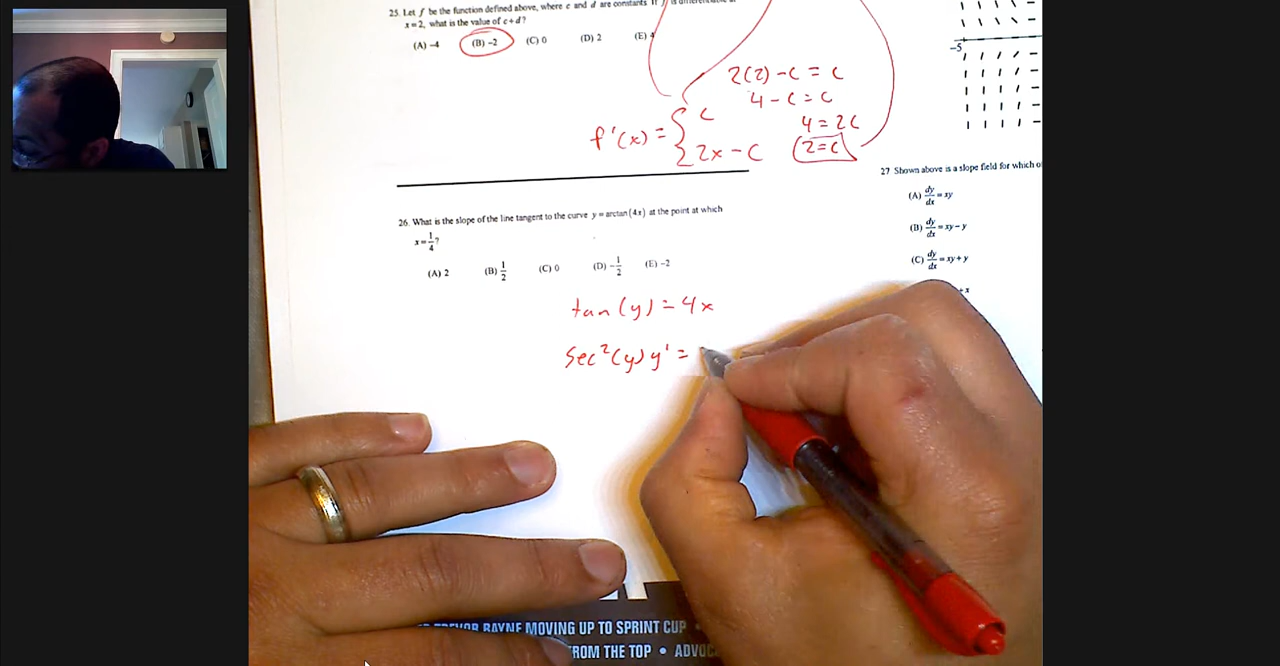 25. Let f be the function defined above, where c and d are constants If f is differentiable at
x=2, what is the value of c+d?
(A) -4 (B) -2 (C) 0 (D) 2 (E) 4
2(2) - c = c
4 - c = c
4 = 2c
2 = c
f'(x) = { c
2x - c
-5
26. What is the slope of the line tangent to the curve y = arctan(4x) at the point at which
x = 1/4?
(A) 2 (B) 1/2 (C) 0 (D) -1/2 (E) -2
tan(y) = 4x
sec²(y) y' =
27 Shown above is a slope field for which
(A) dy/dx = xy
(B) dy/dx = xy - y
(C) dy/dx = xy + y
+ x
RAYNE MOVING UP TO SPRINT CUP
FROM THE TOP •